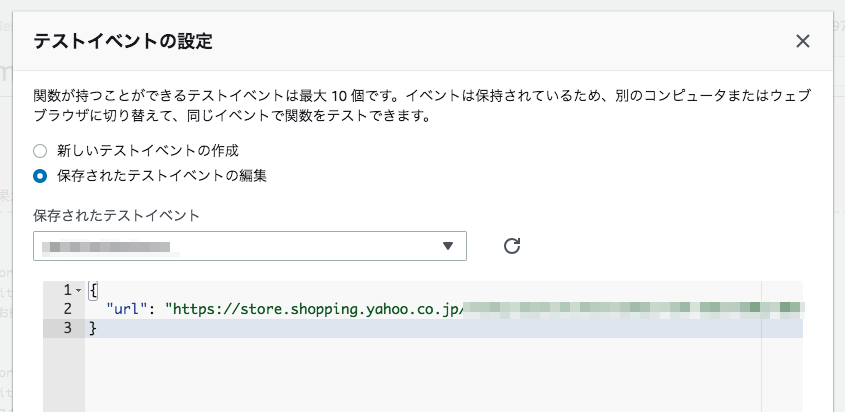 テストイベントの設定
関数が持つことができるテストイベントは最大 10 個です。イベントは保持されているため、別のコンピュータまたはウェブ
ブラウザに切り替えて、同じイベントで関数をテストできます。
新しいテストイベントの作成
保存されたテストイベントの編集
保存されたテストイベント
1 {
2 "url": "https://store.shopping.yahoo.co.jp/
3 }